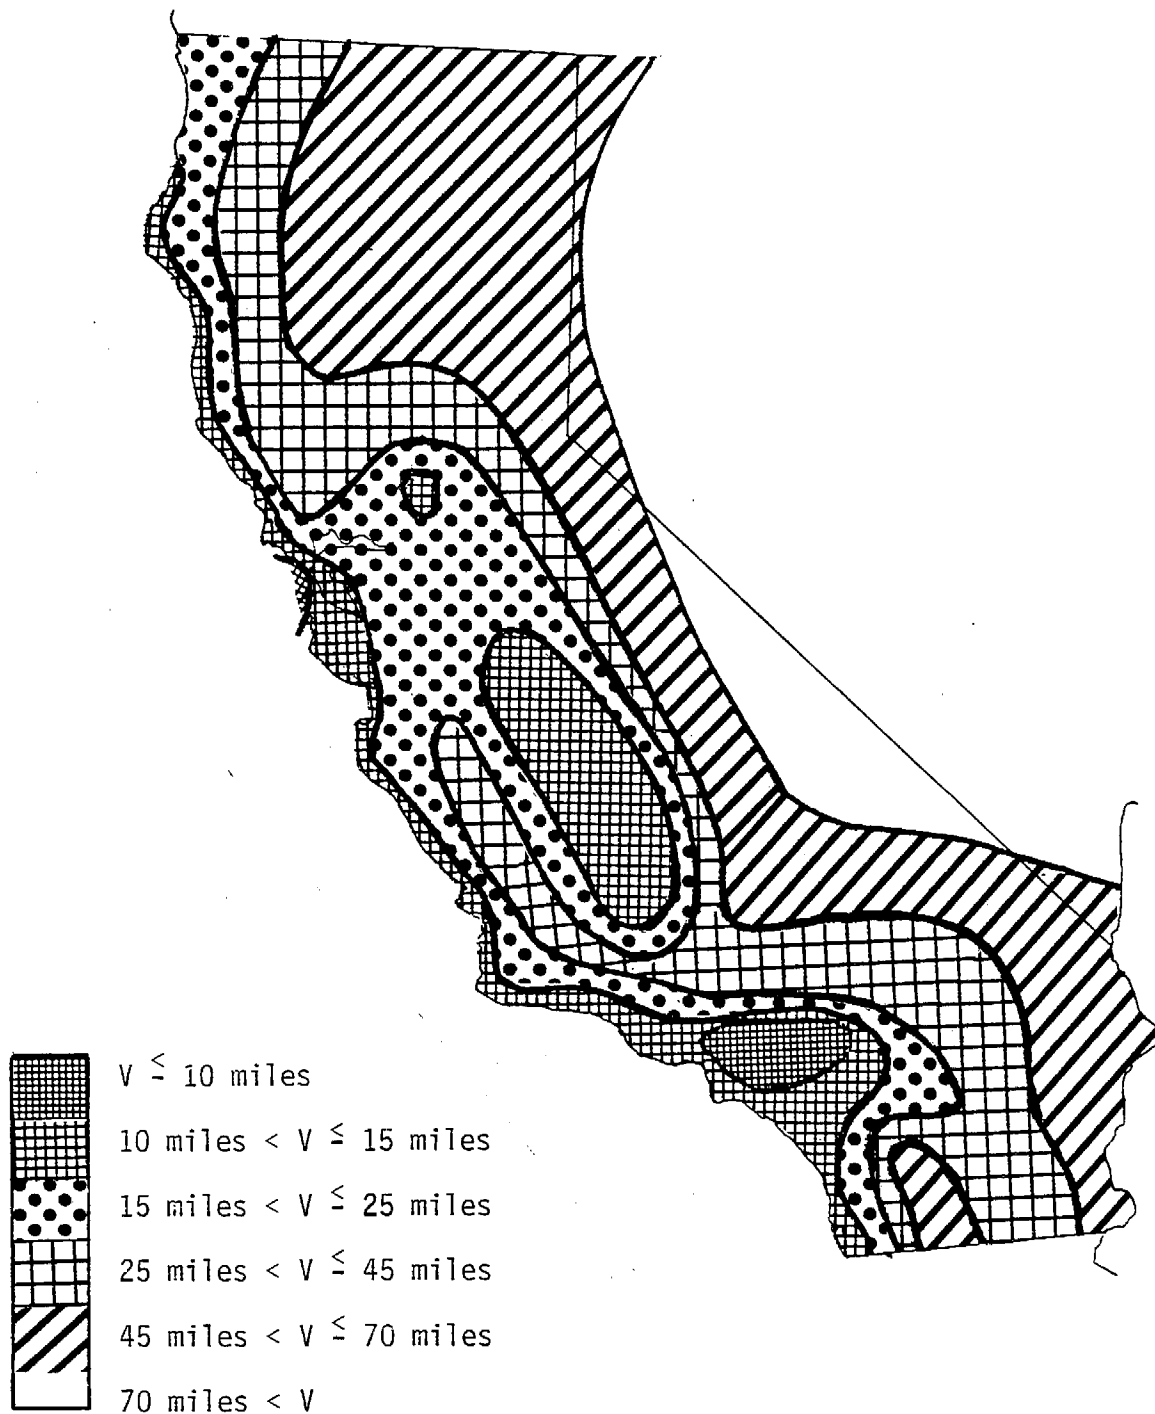 V ≤ 10 miles
10 miles < V ≤ 15 miles
15 miles < V ≤ 25 miles
25 miles < V ≤ 45 miles
45 miles < V ≤ 70 miles
70 miles < V